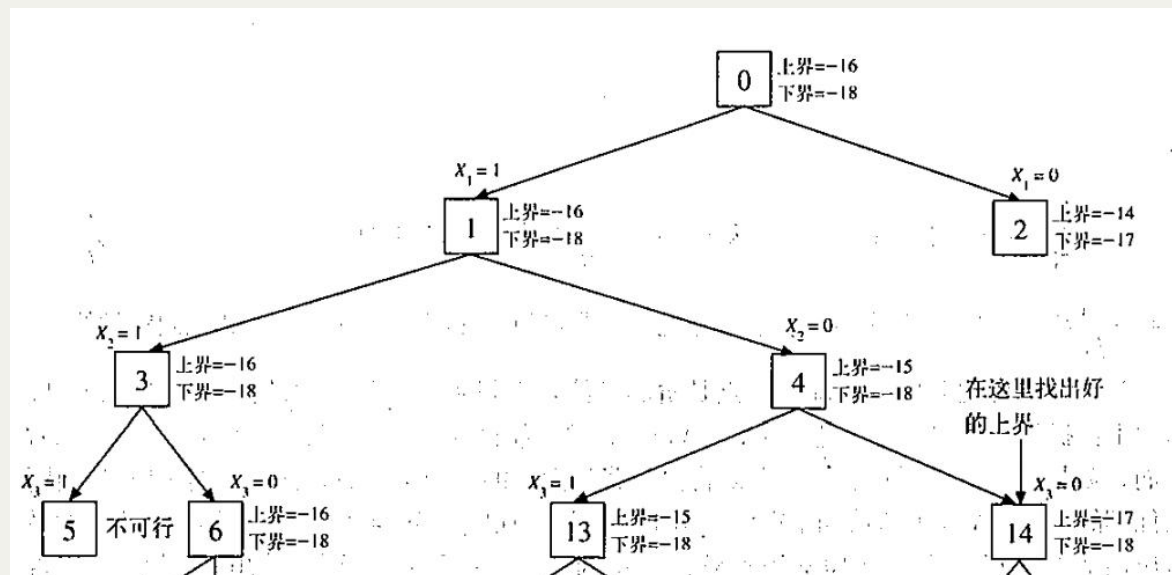 0
上界=-16
下界=-18
X₁=1
X₁=0
1
上界=-16
下界=-18
2
上界=-14
下界=-17
X₂=1
X₂=0
3
上界=-16
下界=-18
4
上界=-15
下界=-18
在这里找出好
的上界
X₃=1
X₃=0
X₃=1
X₃=0
5
不可行
6
上界=-16
下界=-18
13
上界=-15
下界=-18
14
上界=-17
下界=-18